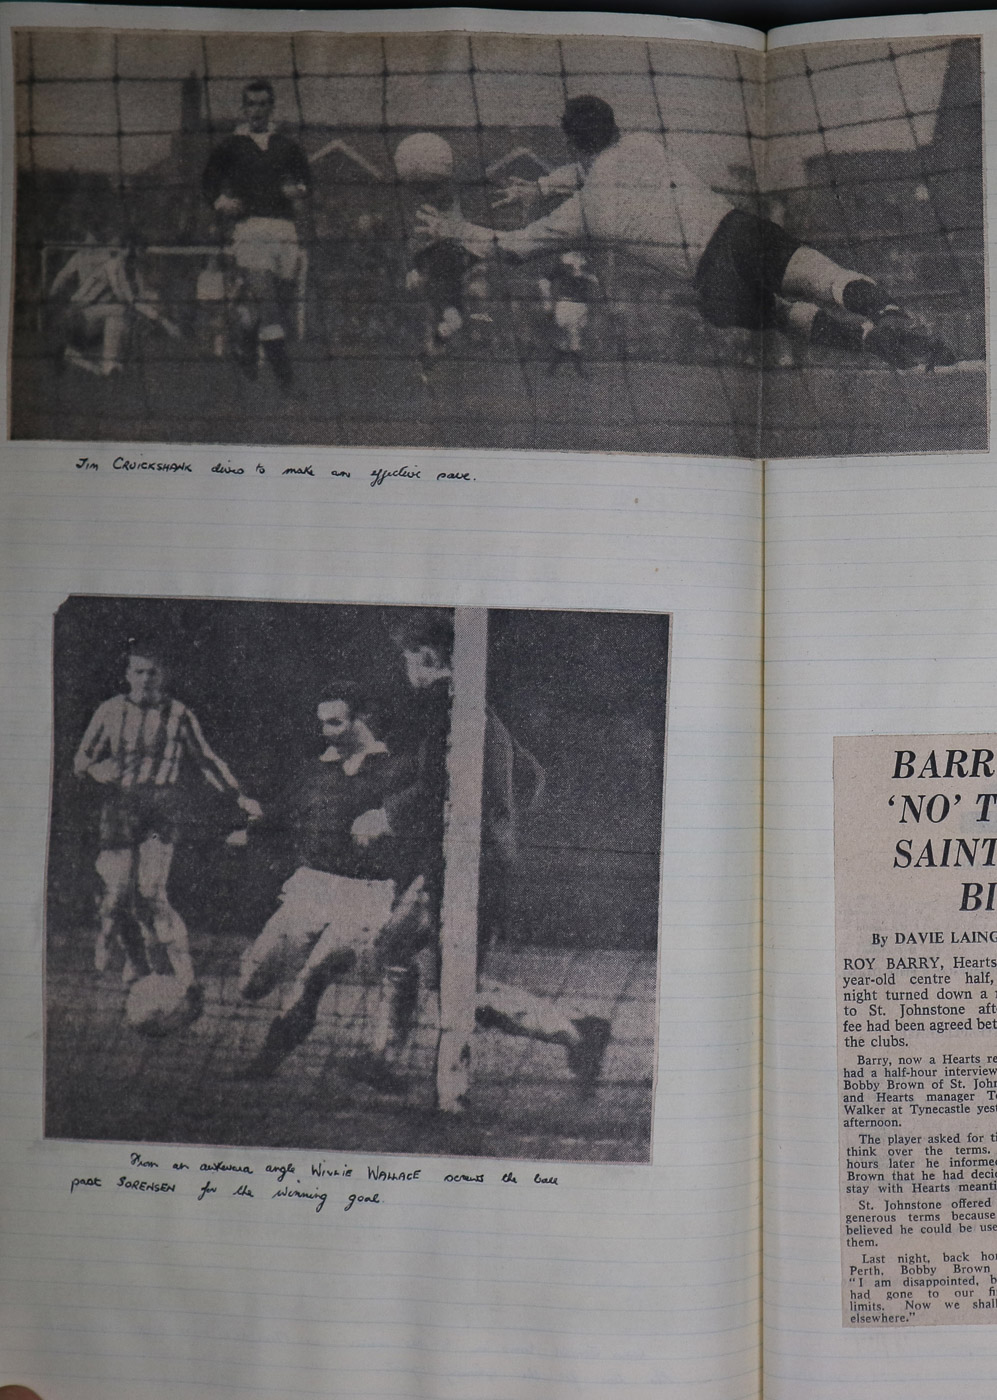 JIM CRUICKSHANK dives to make an effective save.
From an awkward angle WILLIE WALLACE screws the ball
past SORENSEN for the winning goal.
BARR
'NO' T
SAINT
BI
By DAVIE LAING
ROY BARRY, Hearts
year-old centre half,
night turned down a
to St. Johnstone aft
fee had been agreed bet
the clubs.
Barry, now a Hearts re
had a half-hour interview
Bobby Brown of St. John
and Hearts manager T
Walker at Tynecastle yest
afternoon.
The player asked for ti
think over the terms.
hours later he informe
Brown that he had deci
stay with Hearts meanti
St. Johnstone offered
generous terms because
believed he could be use
them.
Last night, back ho
Perth, Bobby Brown
"I am disappointed, b
had gone to our fi
limits. Now we shal
elsewhere."